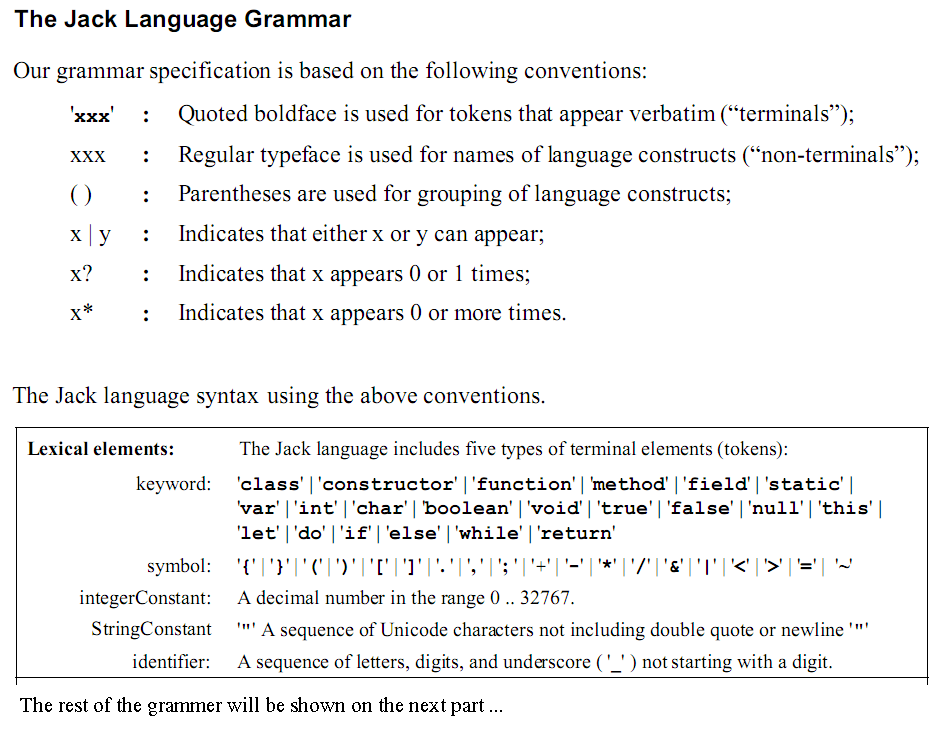 The Jack Language Grammar
Our grammar specification is based on the following conventions:
'xxx' : Quoted boldface is used for tokens that appear verbatim (“terminals”);
xxx : Regular typeface is used for names of language constructs (“non-terminals”);
( ) : Parentheses are used for grouping of language constructs;
x | y : Indicates that either x or y can appear;
x? : Indicates that x appears 0 or 1 times;
x* : Indicates that x appears 0 or more times.
The Jack language syntax using the above conventions.
Lexical elements: The Jack language includes five types of terminal elements (tokens):
keyword: 'class' | 'constructor' | 'function' | 'method' | 'field' | 'static' |
'var' | 'int' | 'char' | 'boolean' | 'void' | 'true' | 'false' | 'null' | 'this' |
'let' | 'do' | 'if' | 'else' | 'while' | 'return'
symbol: '{' | '}' | '(' | ')' | '[' | ']' | '.' | ',' | ';' | '+' | '-' | '*' | '/' | '&' | '|' | '<' | '>' | '=' | '~'
integerConstant: A decimal number in the range 0 .. 32767.
StringConstant '"' A sequence of Unicode characters not including double quote or newline '"'
identifier: A sequence of letters, digits, and underscore ( '_' ) not starting with a digit.
The rest of the grammer will be shown on the next part ...